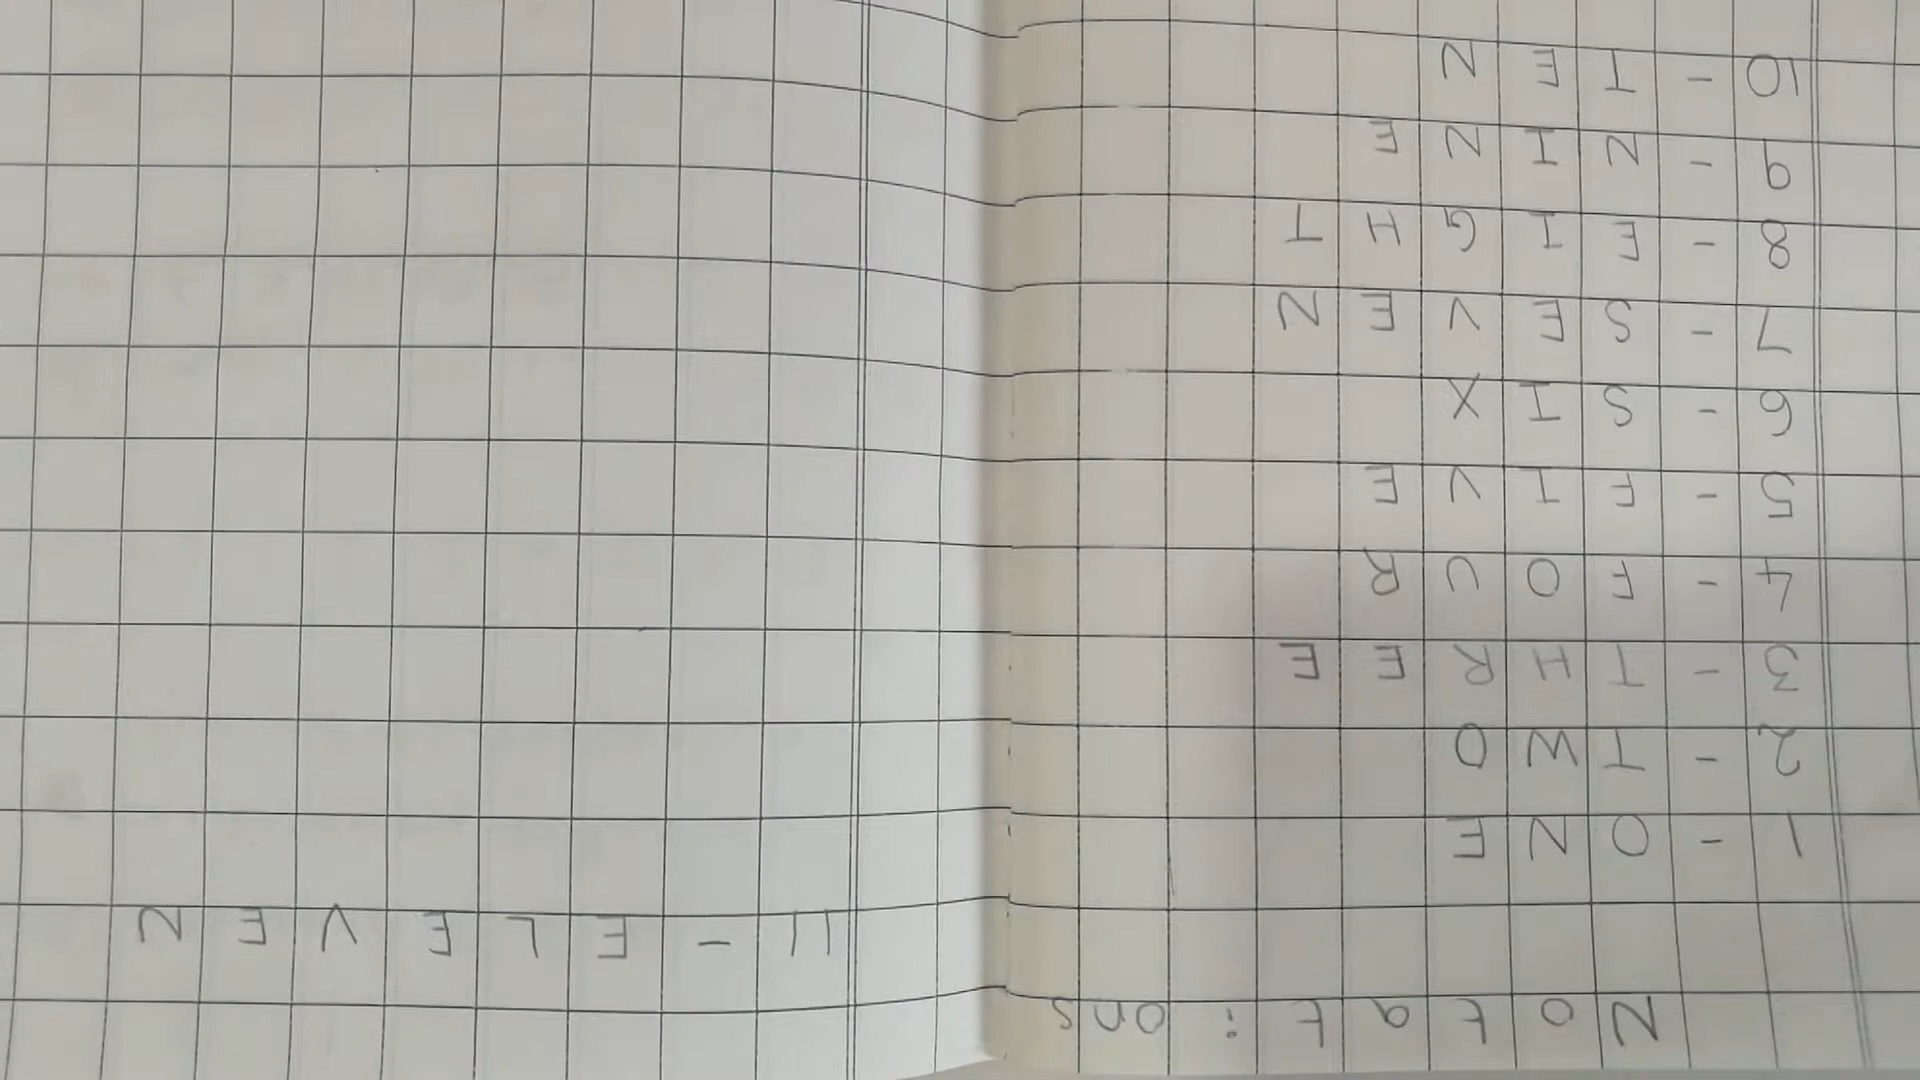 Notations
1 - ONE
2 - TWO
3 - THREE
4 - FOUR
5 - FIVE
6 - SIX
7 - SEVEN
8 - EIGHT
9 - NINE
10 - TEN
11 - ELEVEN